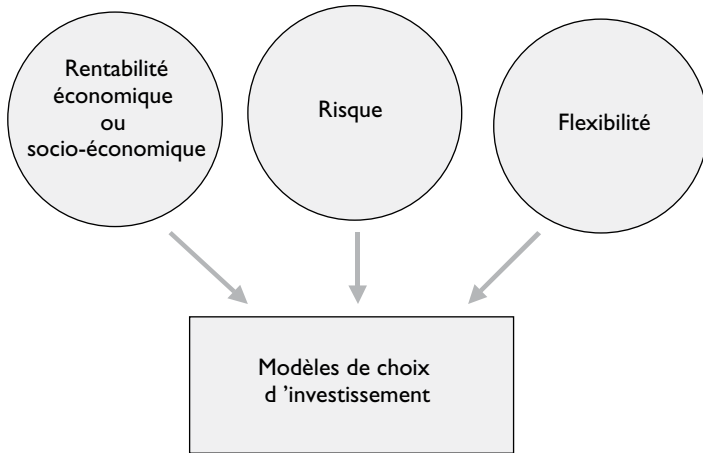 Rentabilité
économique
ou
socio-économique
Risque
Flexibilité
Modèles de choix
d ’investissement